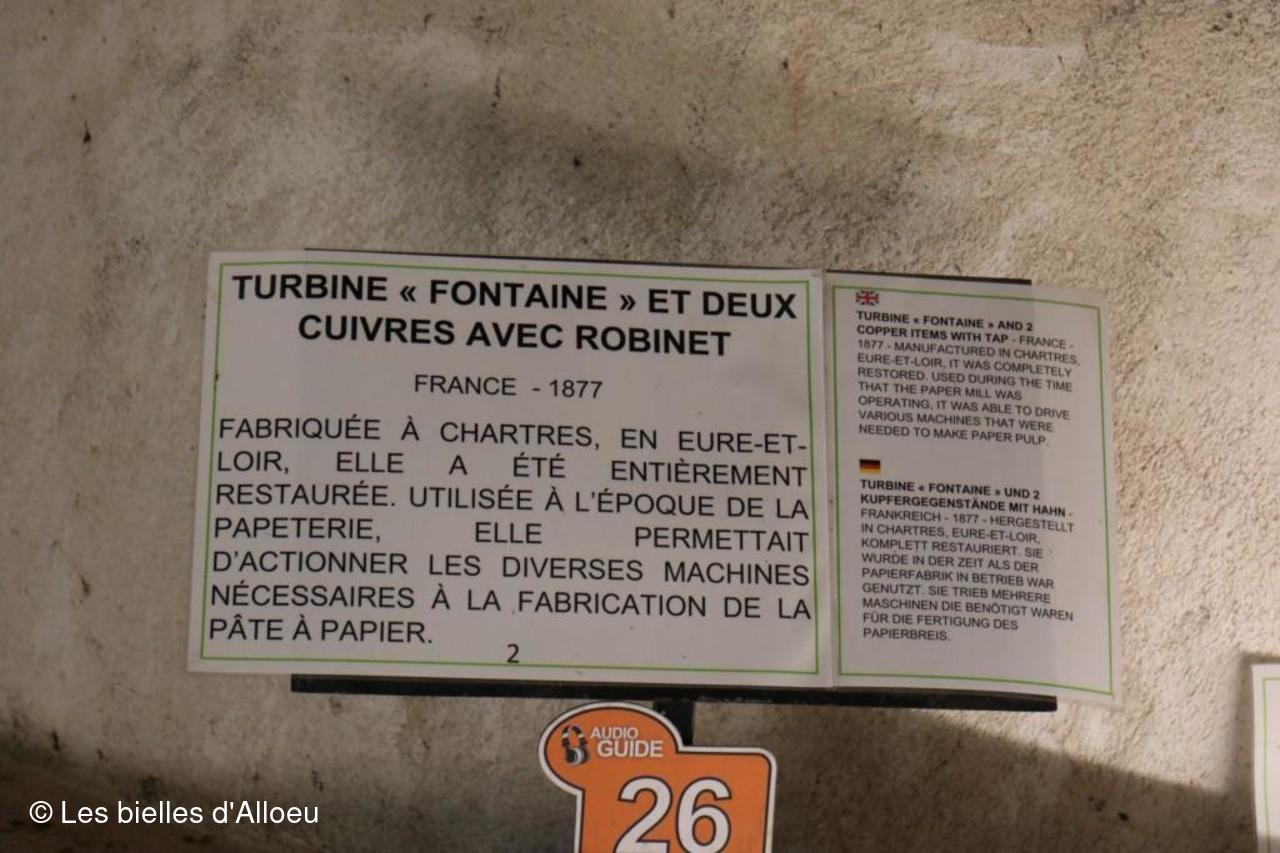 TURBINE « FONTAINE » ET DEUX
CUIVRES AVEC ROBINET
FRANCE - 1877
FABRIQUÉE À CHARTRES, EN EURE-ET-
LOIR, ELLE A ÉTÉ ENTIÈREMENT
RESTAURÉE. UTILISÉE À L'ÉPOQUE DE LA
PAPETERIE, ELLE PERMETTAIT
D'ACTIONNER LES DIVERSES MACHINES
NÉCESSAIRES À LA FABRICATION DE LA
PÂTE À PAPIER.
2
TURBINE « FONTAINE » AND 2
COPPER ITEMS WITH TAP - FRANCE -
1877 - MANUFACTURED IN CHARTRES,
EURE-ET-LOIR, IT WAS COMPLETELY
RESTORED. USED DURING THE TIME
THAT THE PAPER MILL WAS
OPERATING, IT WAS ABLE TO DRIVE
VARIOUS MACHINES THAT WERE
NEEDED TO MAKE PAPER PULP.
TURBINE « FONTAINE » UND 2
KUPFERGEGENSTÄNDE MIT HAHN -
FRANKREICH - 1877 - HERGESTELLT
IN CHARTRES, EURE-ET-LOIR,
KOMPLETT RESTAURIERT. SIE
WURDE IN DER ZEIT ALS DER
PAPIERFABRIK IN BETRIEB WAR
GENUTZT. SIE TRIEB MEHRERE
MASCHINEN DIE BENÖTIGT WAREN
FÜR DIE FERTIGUNG DES
PAPIERBREIS.
AUDIO
GUIDE
26
© Les bielles d'Alloeu